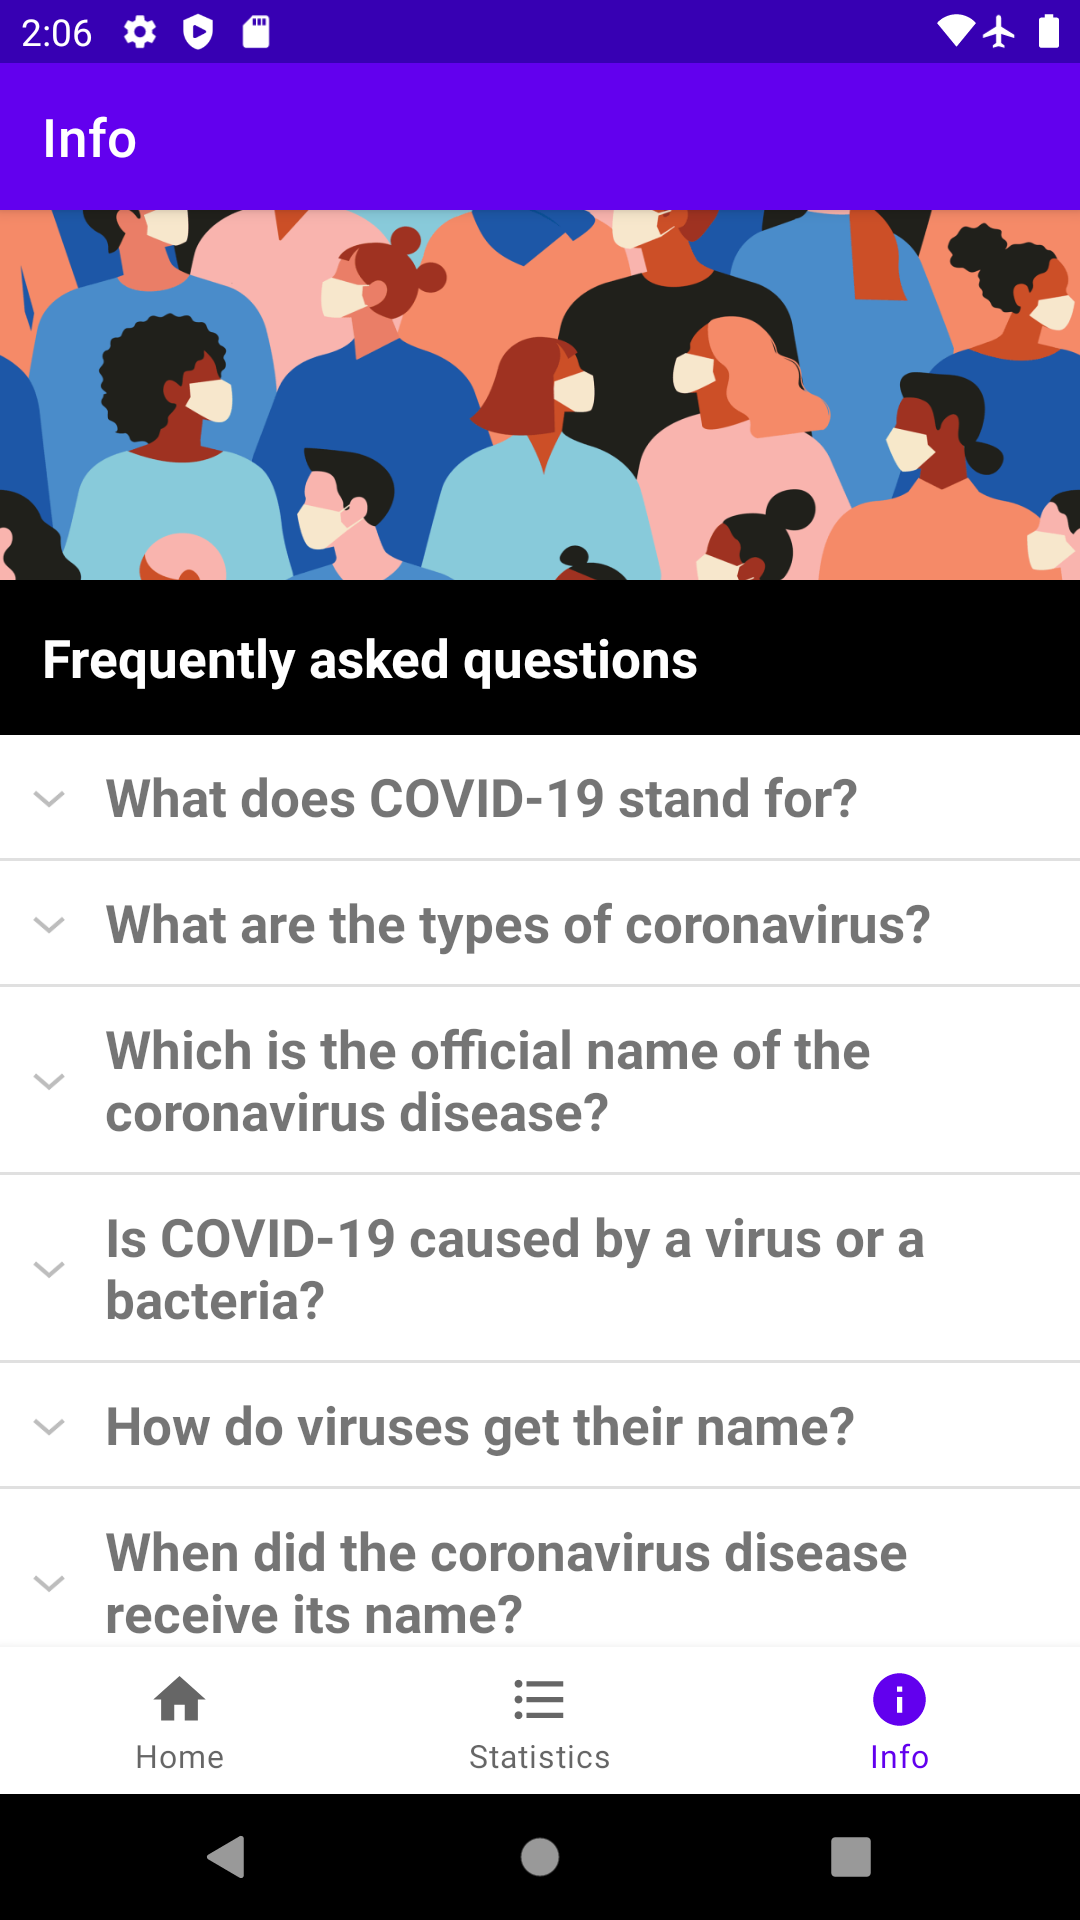 2:06
Info
Frequently asked questions
What does COVID-19 stand for?
What are the types of coronavirus?
Which is the official name of the
coronavirus disease?
Is COVID-19 caused by a virus or a
bacteria?
How do viruses get their name?
When did the coronavirus disease
receive its name?
Home
Statistics
Info